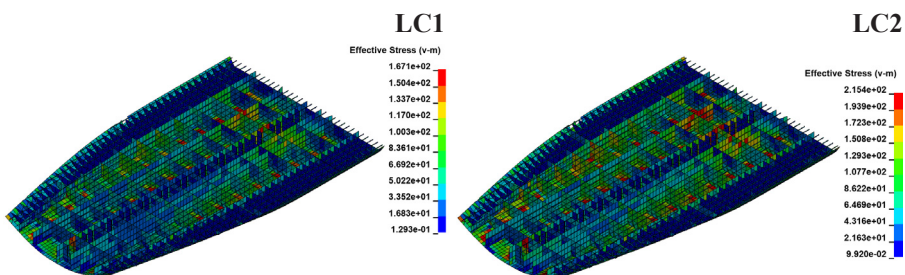 LC1
Effective Stress (v-m)
1.671e+02
1.504e+02
1.337e+02
1.170e+02
1.003e+02
8.361e+01
6.692e+01
5.022e+01
3.352e+01
1.683e+01
1.293e-01
LC2
Effective Stress (v-m)
2.154e+02
1.939e+02
1.723e+02
1.508e+02
1.293e+02
1.077e+02
8.622e+01
6.469e+01
4.316e+01
2.163e+01
9.920e-02